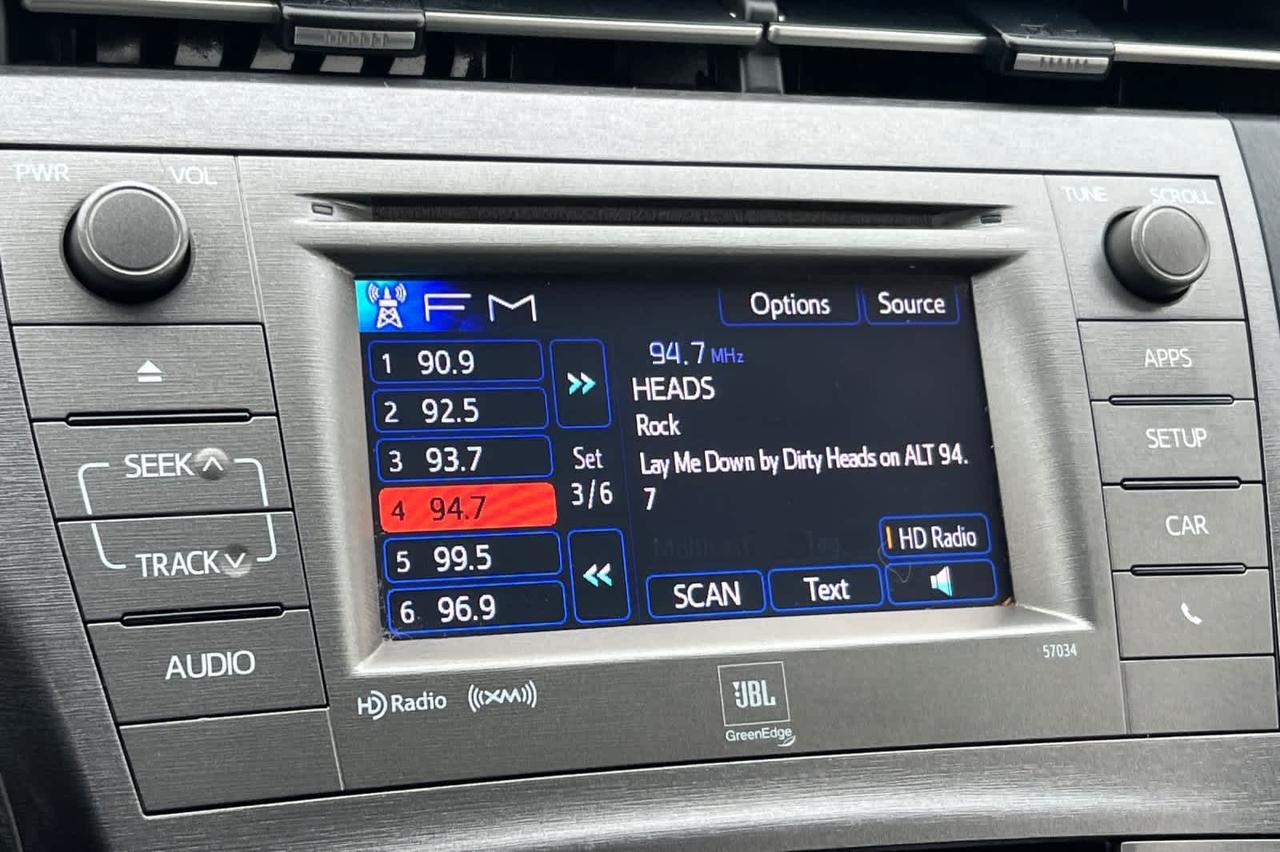 PWR VOL
TUNE SCROLL
FM
Options
Source
1 90.9
2 92.5
3 93.7
4 94.7
5 99.5
6 96.9
Set
3/6
94.7 MHz
HEADS
Rock
Lay Me Down by Dirty Heads on ALT 94.
7
Multicast Tag
HD Radio
SCAN
Text
SEEK
TRACK
AUDIO
APPS
SETUP
CAR
57034
HD Radio
((XM))
JBL
GreenEdge